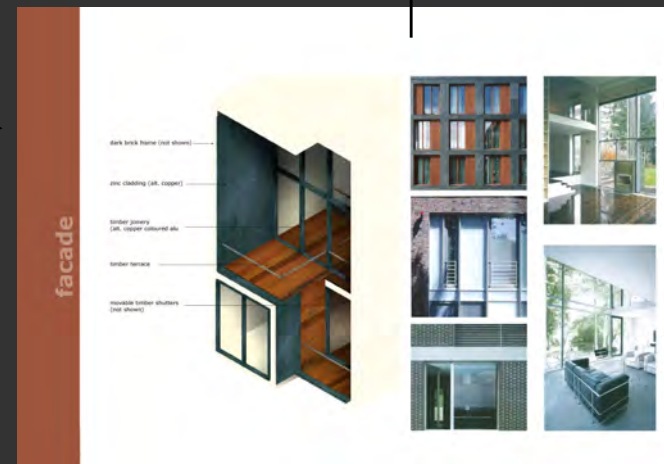 facade
dark brick frame (not shown)
zinc cladding (alt. copper)
timber joinery
(alt. copper coloured alu
timber terrace
movable timber shutters
(not shown)